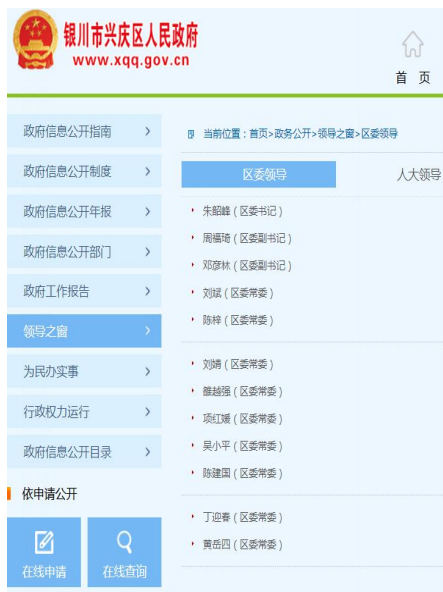 银川市兴庆区人民政府
www.xqq.gov.cn
首 页
政府信息公开指南
政府信息公开制度
政府信息公开年报
政府信息公开部门
政府工作报告
领导之窗
为民办实事
行政权力运行
政府信息公开目录
依申请公开
在线申请
在线查询
当前位置：首页>政务公开>领导之窗>区委领导
区委领导
人大领导
朱韶峰（区委书记）
周福琦（区委副书记）
邓彦林（区委副书记）
刘斌（区委常委）
陈梓（区委常委）
刘婧（区委常委）
雒越强（区委常委）
项红媛（区委常委）
吴小平（区委常委）
陈建国（区委常委）
丁迎春（区委常委）
黄岳四（区委常委）